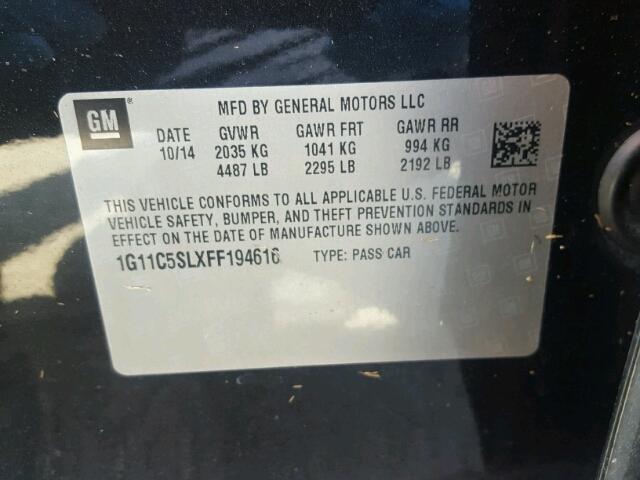 GM
MFD BY GENERAL MOTORS LLC
DATE GVWR GAWR FRT GAWR RR
10/14 2035 KG 1041 KG 994 KG
4487 LB 2295 LB 2192 LB
THIS VEHICLE CONFORMS TO ALL APPLICABLE U.S. FEDERAL MOTOR
VEHICLE SAFETY, BUMPER, AND THEFT PREVENTION STANDARDS IN
EFFECT ON THE DATE OF MANUFACTURE SHOWN ABOVE.
1G11C5SLXFF194616 TYPE: PASS CAR